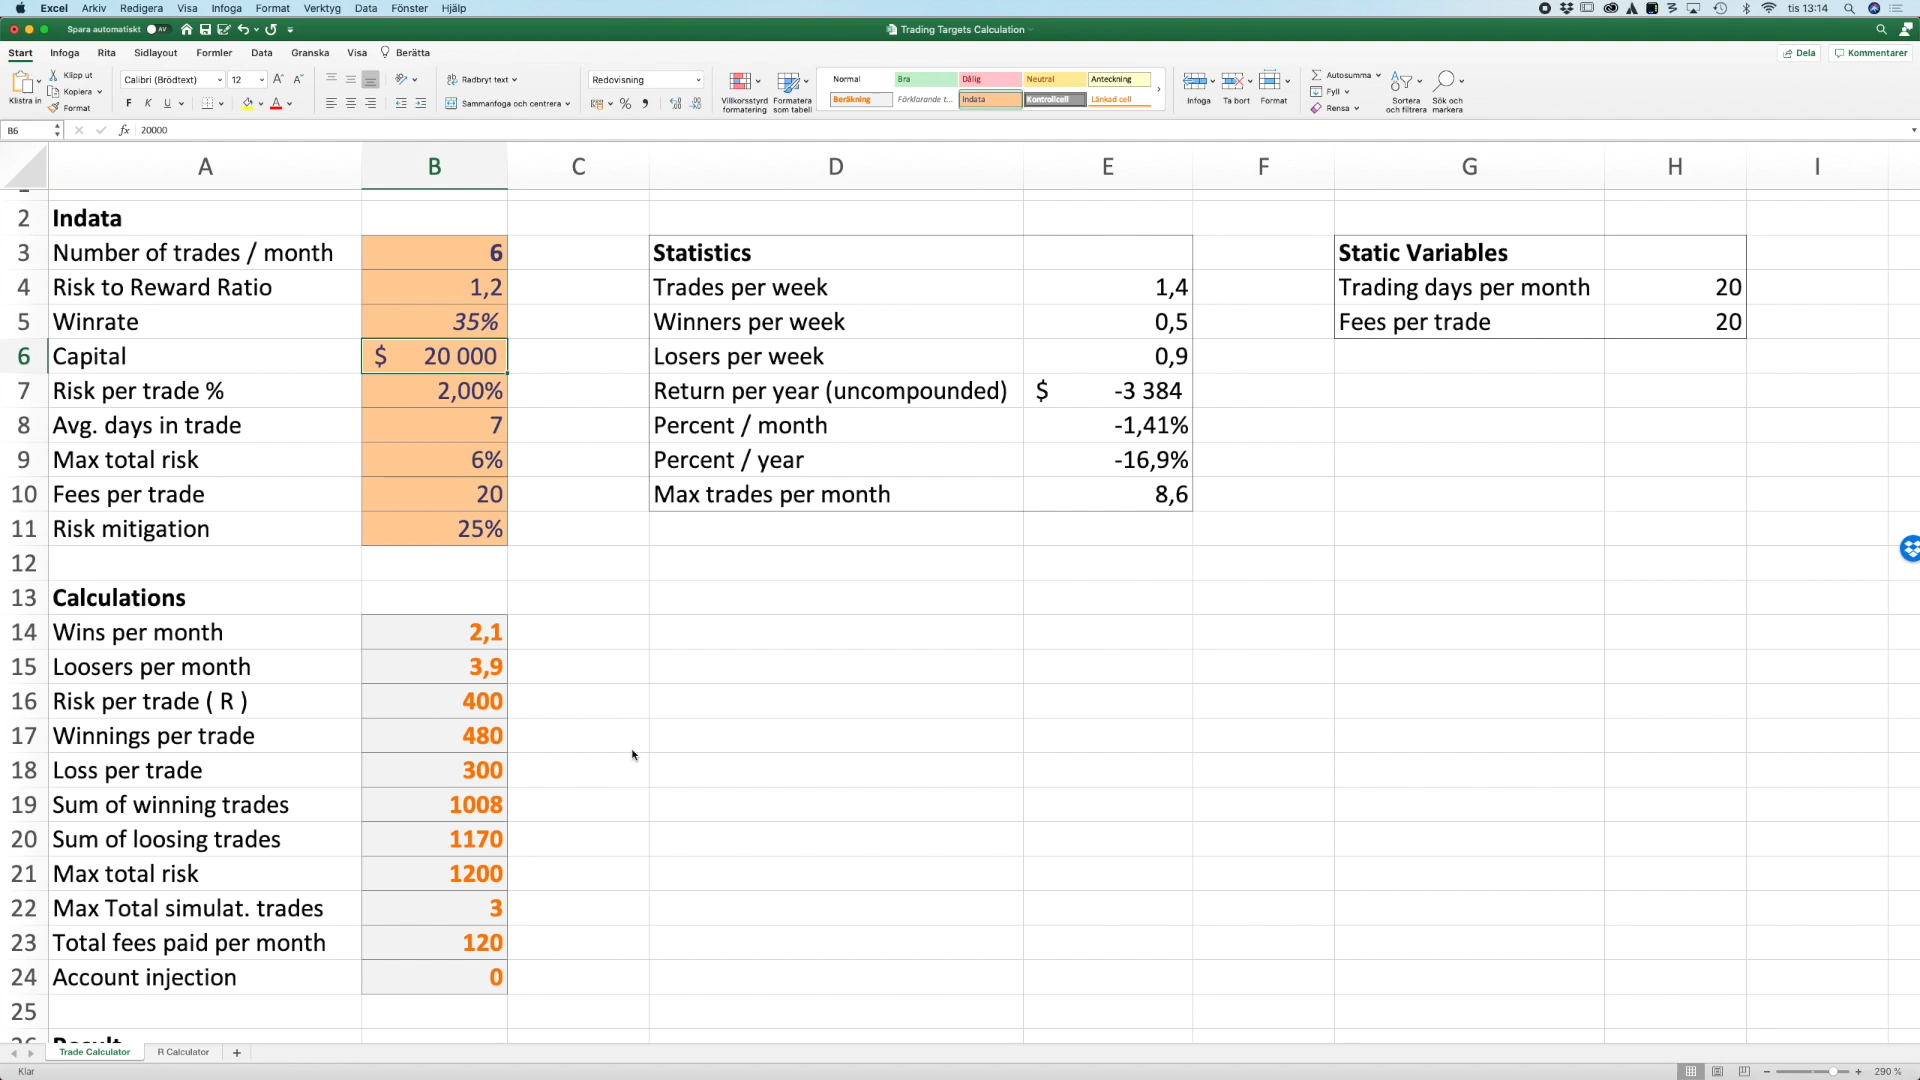 Excel Arkiv Redigera Visa Infoga Format Verktyg Data Fönster Hjälp tis 13:14
Spara automatiskt AV Trading Targets Calculation
Start Infoga Rita Sidlayout Formler Data Granska Visa Berätta Dela Kommentarer
Klistra in Klipp ut Kopiera Format
Calibri (Brödtext) 12
F K U
Radbryt text
Sammanfoga och centrera
Redovisning
Villkorsstyrd formatering Formatera som tabell
Normal Bra Dålig Neutral Anteckning
Beräkning Förklarande t... Indata Kontrollcell Länkad cell
Infoga Ta bort Format
Autosumma
Fyll
Rensa
Sortera och filtrera Sök och markera
B6 fx 20000
A B C D E F G H I
2 Indata
3 Number of trades / month 6 Statistics Static Variables
4 Risk to Reward Ratio 1,2 Trades per week 1,4 Trading days per month 20
5 Winrate 35% Winners per week 0,5 Fees per trade 20
6 Capital $ 20 000 Losers per week 0,9
7 Risk per trade % 2,00% Return per year (uncompounded) $ -3 384
8 Avg. days in trade 7 Percent / month -1,41%
9 Max total risk 6% Percent / year -16,9%
10 Fees per trade 20 Max trades per month 8,6
11 Risk mitigation 25%
12
13 Calculations
14 Wins per month 2,1
15 Loosers per month 3,9
16 Risk per trade ( R ) 400
17 Winnings per trade 480
18 Loss per trade 300
19 Sum of winning trades 1008
20 Sum of loosing trades 1170
21 Max total risk 1200
22 Max Total simulat. trades 3
23 Total fees paid per month 120
24 Account injection 0
25
26 Result
Trade Calculator R Calculator +
Klar 290 %